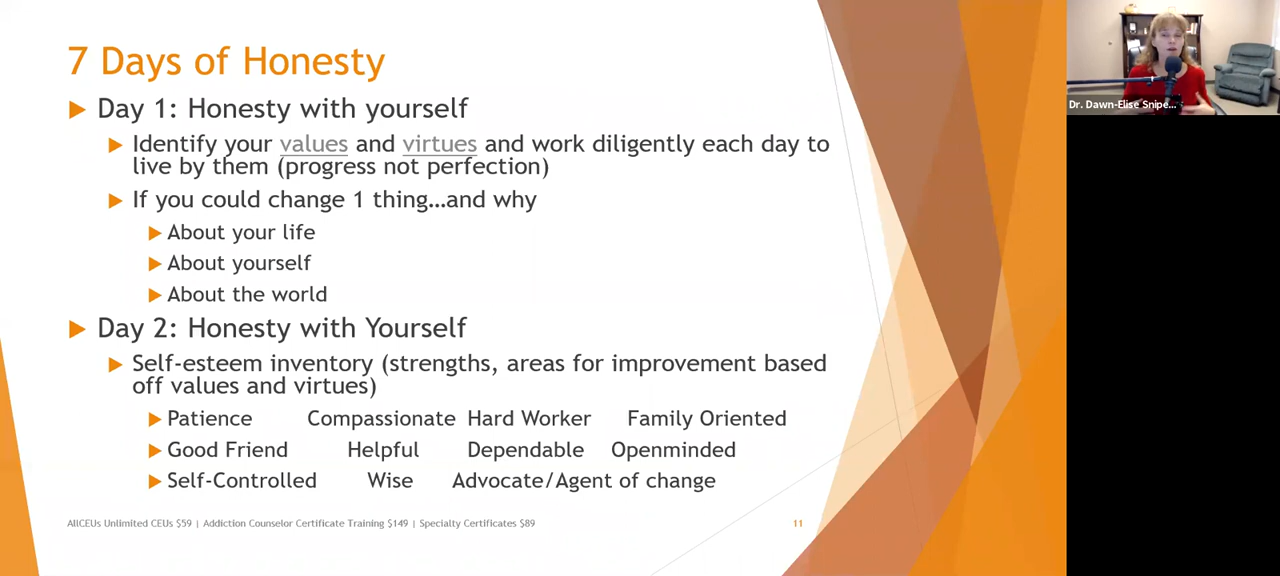 7 Days of Honesty
Day 1: Honesty with yourself
Identify your values and virtues and work diligently each day to
live by them (progress not perfection)
If you could change 1 thing…and why
About your life
About yourself
About the world
Day 2: Honesty with Yourself
Self-esteem inventory (strengths, areas for improvement based
off values and virtues)
Patience Compassionate Hard Worker Family Oriented
Good Friend Helpful Dependable Openminded
Self-Controlled Wise Advocate/Agent of change
AllCEUs Unlimited CEUs $59 | Addiction Counselor Certificate Training $149 | Specialty Certificates $89
11
Dr. Dawn-Elise Snipe...